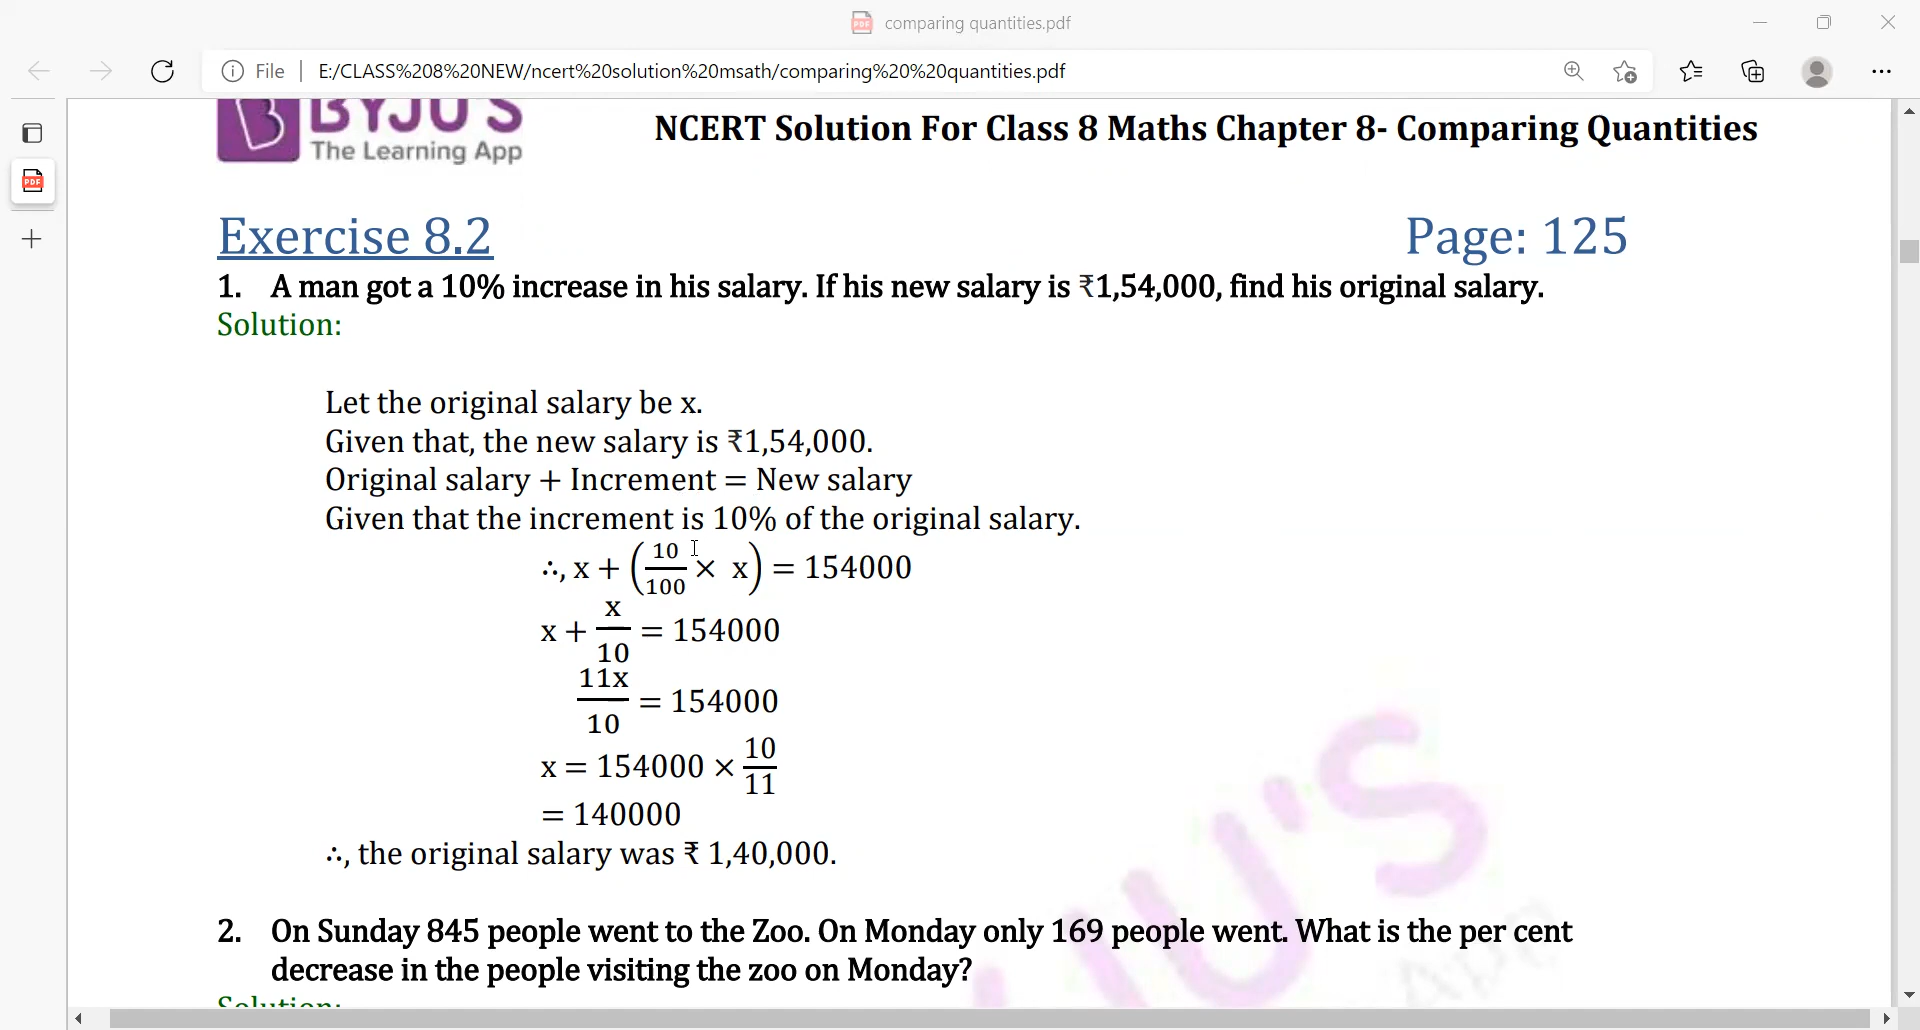 comparing quantities.pdf
File | E:/CLASS%208%20NEW/ncert%20solution%20msath/comparing%20%20quantities.pdf
BYJU'S
The Learning App
NCERT Solution For Class 8 Maths Chapter 8- Comparing Quantities
Exercise 8.2 Page: 125
1. A man got a 10% increase in his salary. If his new salary is ₹1,54,000, find his original salary.
Solution:
Let the original salary be x.
Given that, the new salary is ₹1,54,000.
Original salary + Increment = New salary
Given that the increment is 10% of the original salary.
∴, x + (10/100 × x) = 154000
x + x/10 = 154000
11x/10 = 154000
x = 154000 × 10/11
= 140000
∴, the original salary was ₹ 1,40,000.
2. On Sunday 845 people went to the Zoo. On Monday only 169 people went. What is the per cent
decrease in the people visiting the zoo on Monday?
Solution: